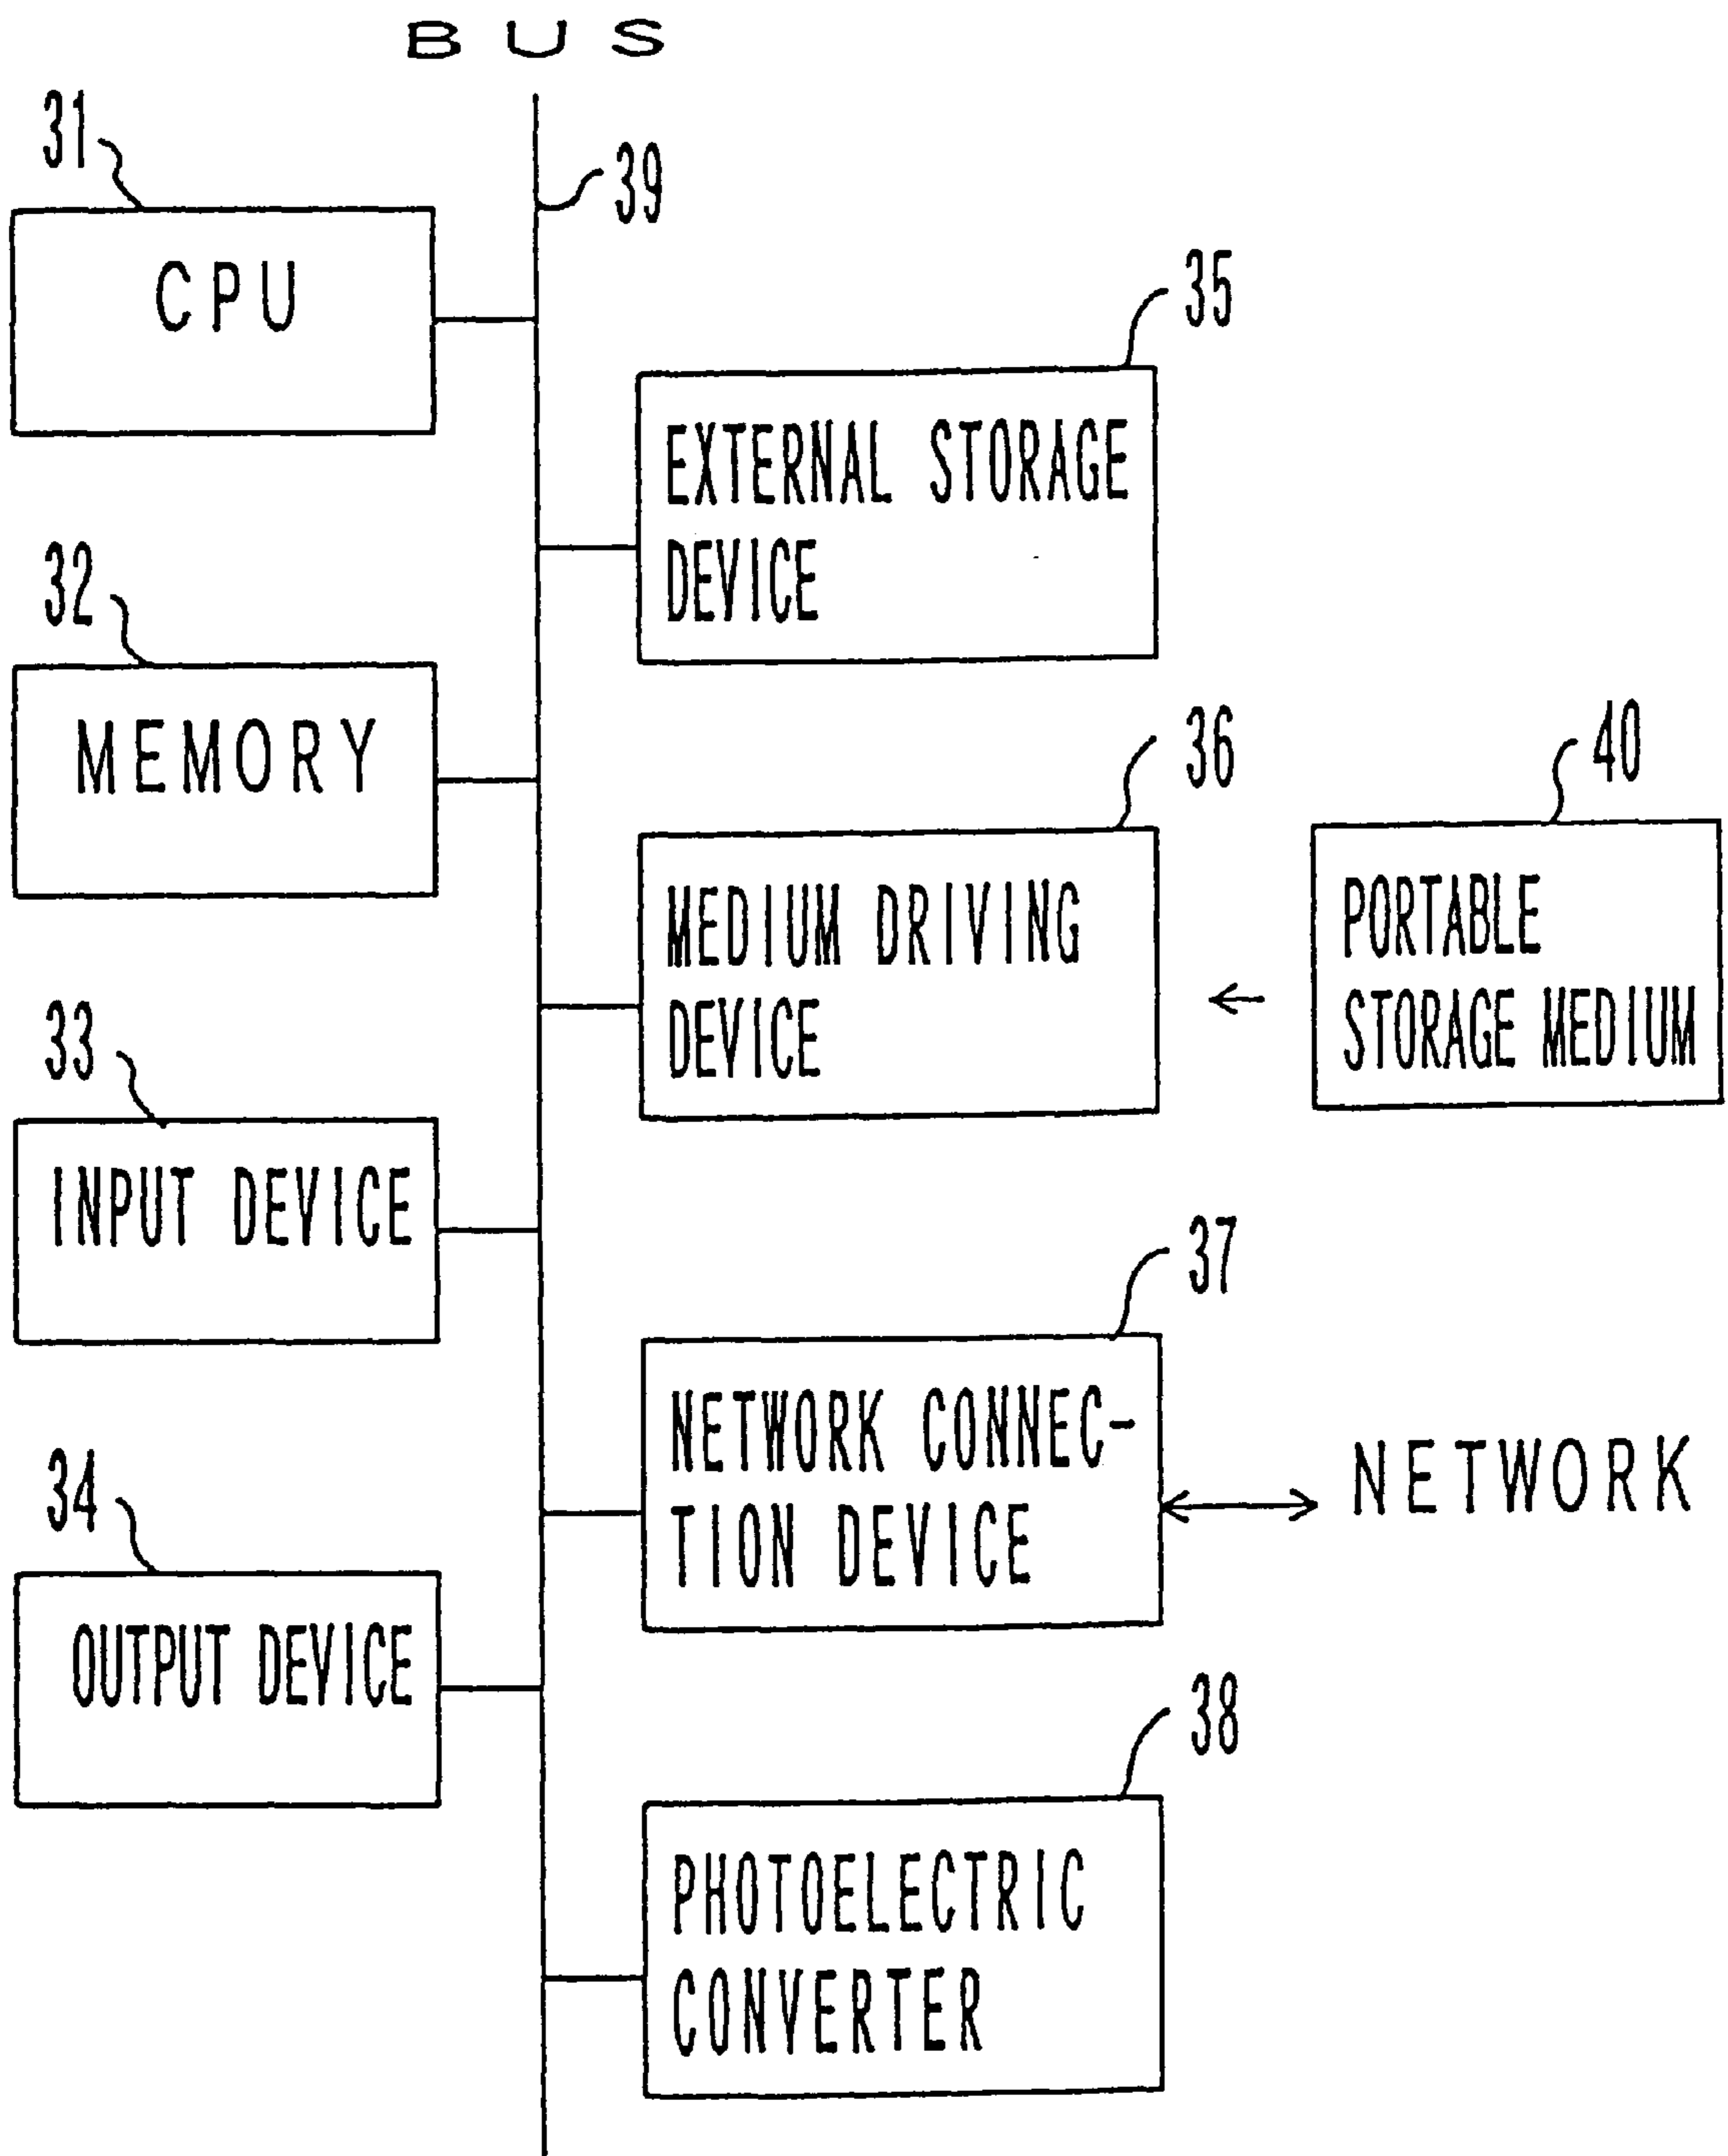 BUS
31
39
CPU
35
EXTERNAL STORAGE
DEVICE
32
MEMORY
36
40
MEDIUM DRIVING
DEVICE
PORTABLE
STORAGE MEDIUM
33
INPUT DEVICE
37
NETWORK CONNEC-
TION DEVICE
NETWORK
34
OUTPUT DEVICE
38
PHOTOELECTRIC
CONVERTER